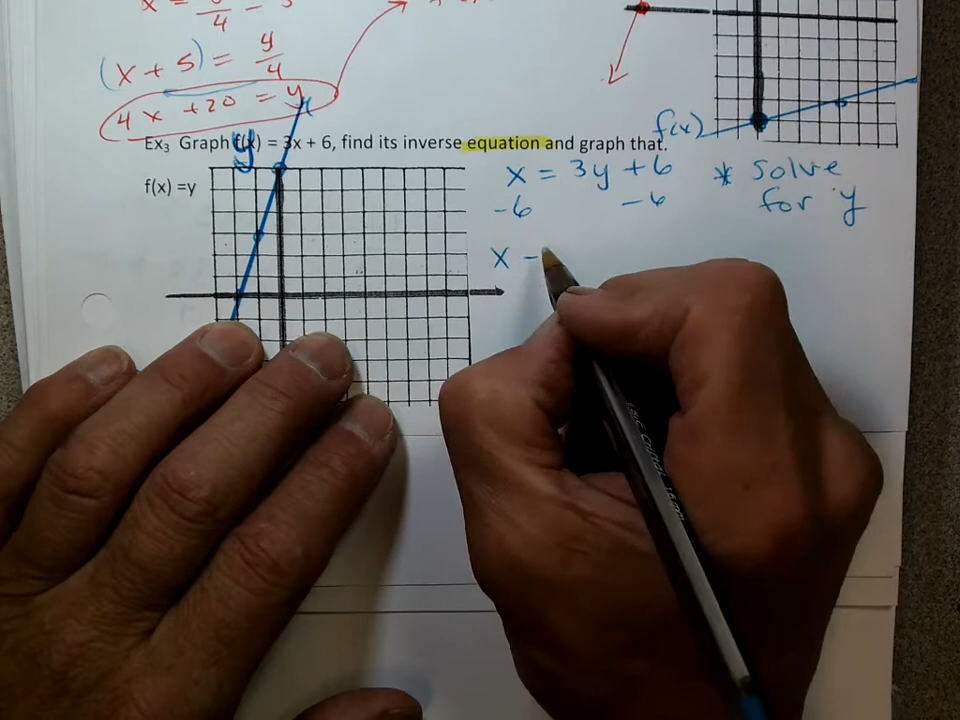 (x + 5) = y/4
4x + 20 = y
Ex3 Graph f(x) = 3x + 6, find its inverse equation and graph that.
y
f(x)
f(x) =y
x = 3y + 6
* solve for y
-6 -6
x -